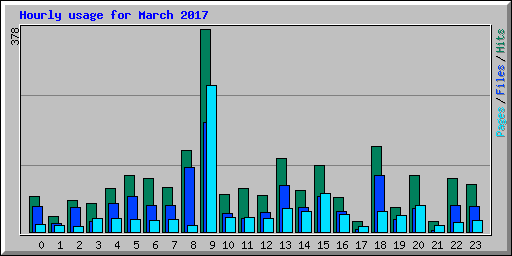 Hourly usage for March 2017
378
Pages / Files / Hits
0 1 2 3 4 5 6 7 8 9 10 11 12 13 14 15 16 17 18 19 20 21 22 23